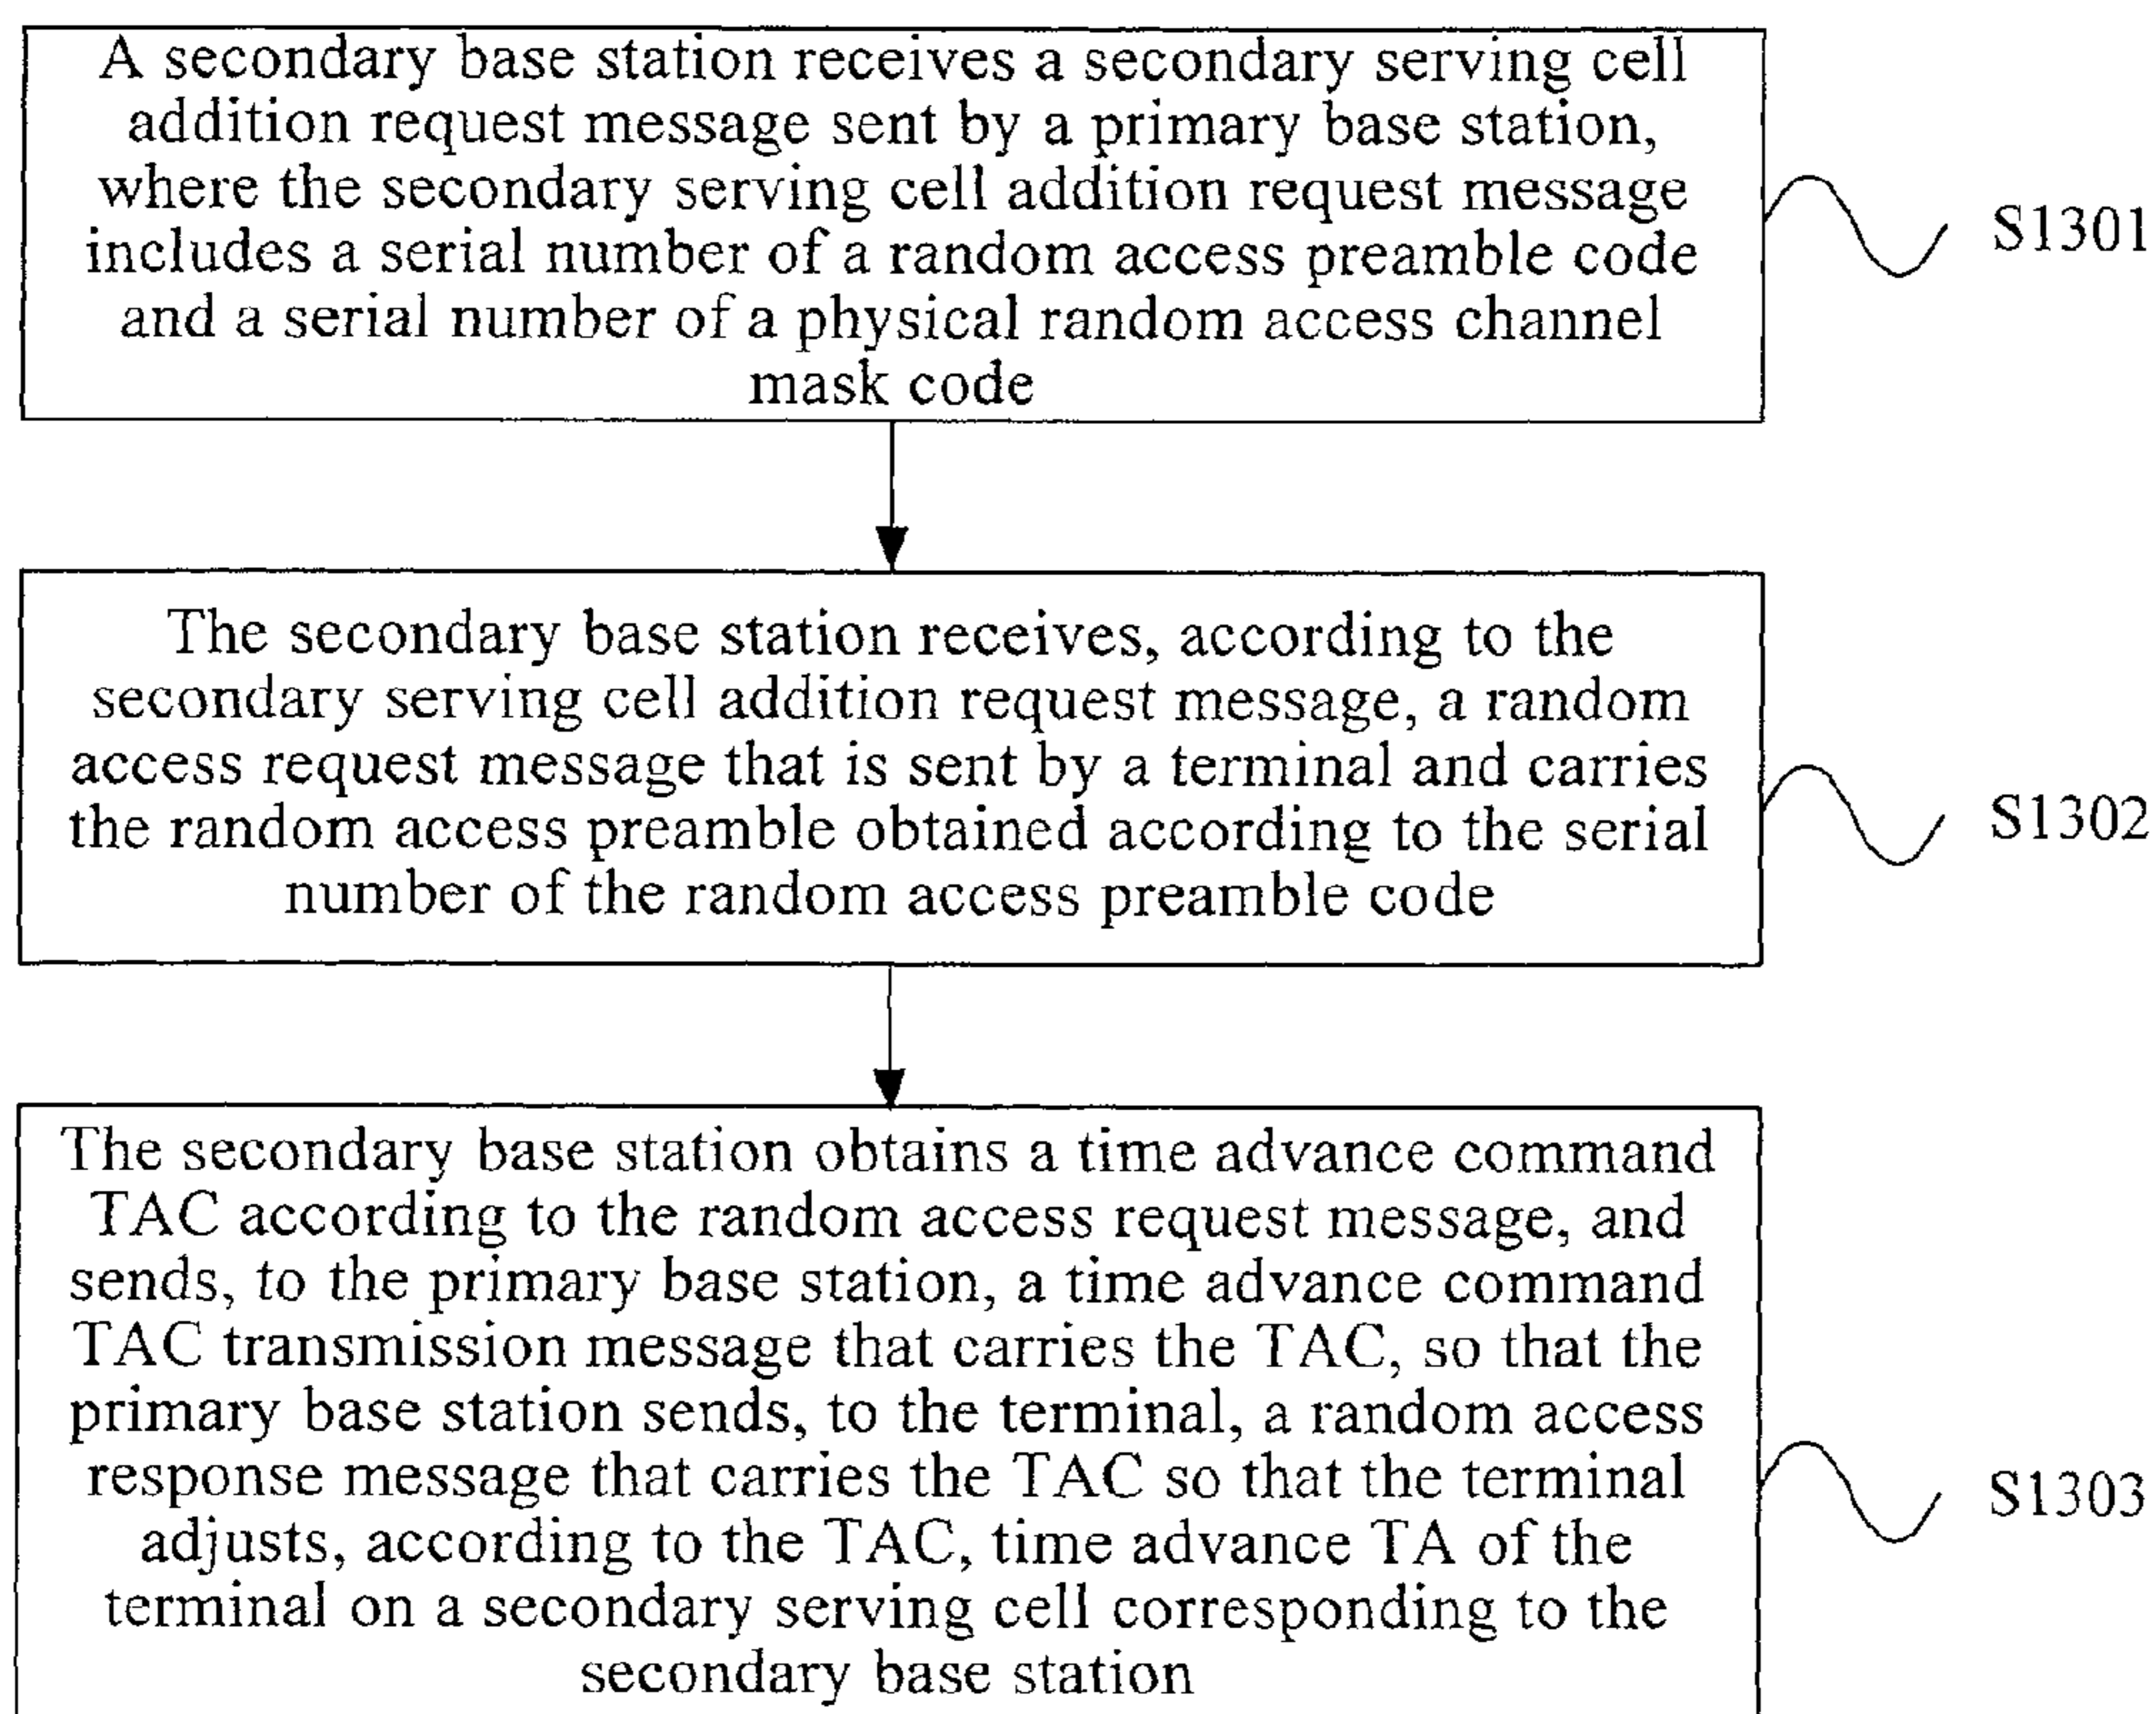 A secondary base station receives a secondary serving cell
addition request message sent by a primary base station,
where the secondary serving cell addition request message
includes a serial number of a random access preamble code
and a serial number of a physical random access channel
mask code
S1301
The secondary base station receives, according to the
secondary serving cell addition request message, a random
access request message that is sent by a terminal and carries
the random access preamble obtained according to the serial
number of the random access preamble code
S1302
The secondary base station obtains a time advance command
TAC according to the random access request message, and
sends, to the primary base station, a time advance command
TAC transmission message that carries the TAC, so that the
primary base station sends, to the terminal, a random access
response message that carries the TAC so that the terminal
adjusts, according to the TAC, time advance TA of the
terminal on a secondary serving cell corresponding to the
secondary base station
S1303